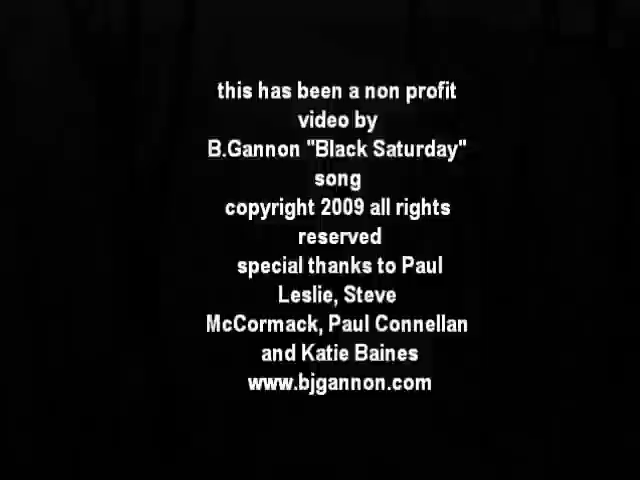 this has been a non profit
video by
B.Gannon "Black Saturday"
song
copyright 2009 all rights
reserved
special thanks to Paul
Leslie, Steve
McCormack, Paul Connellan
and Katie Baines
www.bjgannon.com